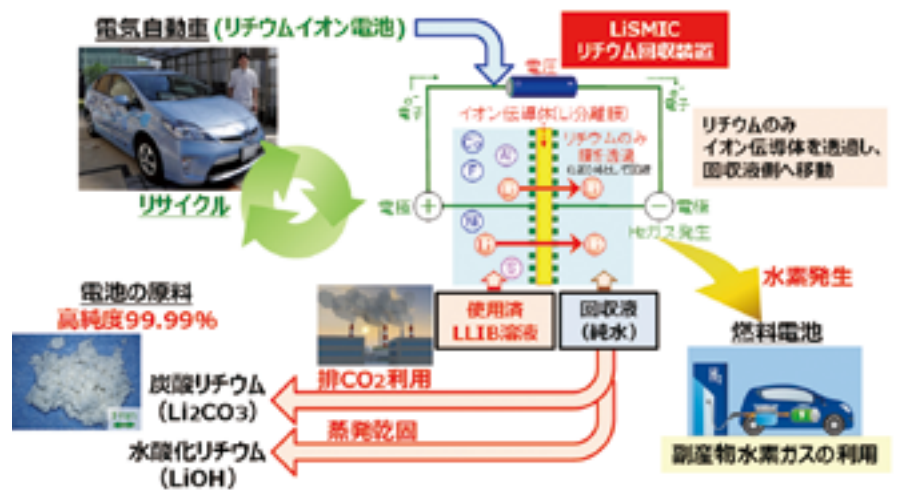 電気自動車(リチウムイオン電池)
LiSMIC
リチウム回収装置
電圧
イオン伝導体(Li分離膜)
リチウムのみ
膜を透過
リチウムのみ
イオン伝導体を透過し、
回収液側へ移動
リサイクル
電極
+
−
電極
H₂ガス発生
水素発生
電池の原料
高純度99.99%
使用済
LLIB溶液
回収液
(純水)
燃料電池
排CO₂利用
炭酸リチウム
(Li₂CO₃)
蒸発乾固
水酸化リチウム
(LiOH)
副産物水素ガスの利用